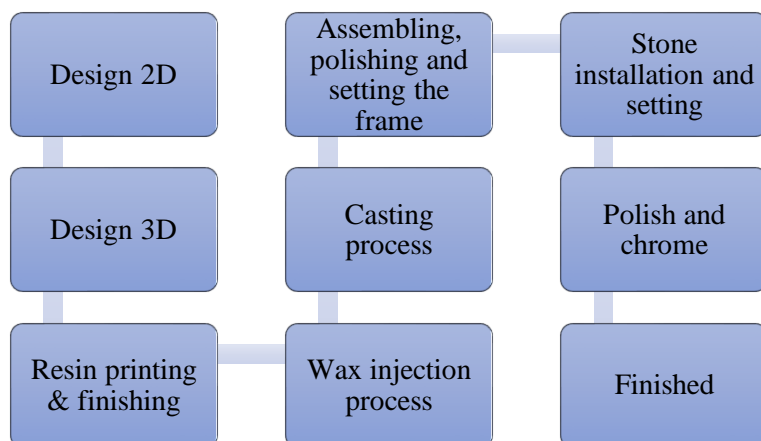 Design 2D
Design 3D
Resin printing
& finishing
Wax injection
process
Casting
process
Assembling,
polishing and
setting the
frame
Stone
installation and
setting
Polish and
chrome
Finished